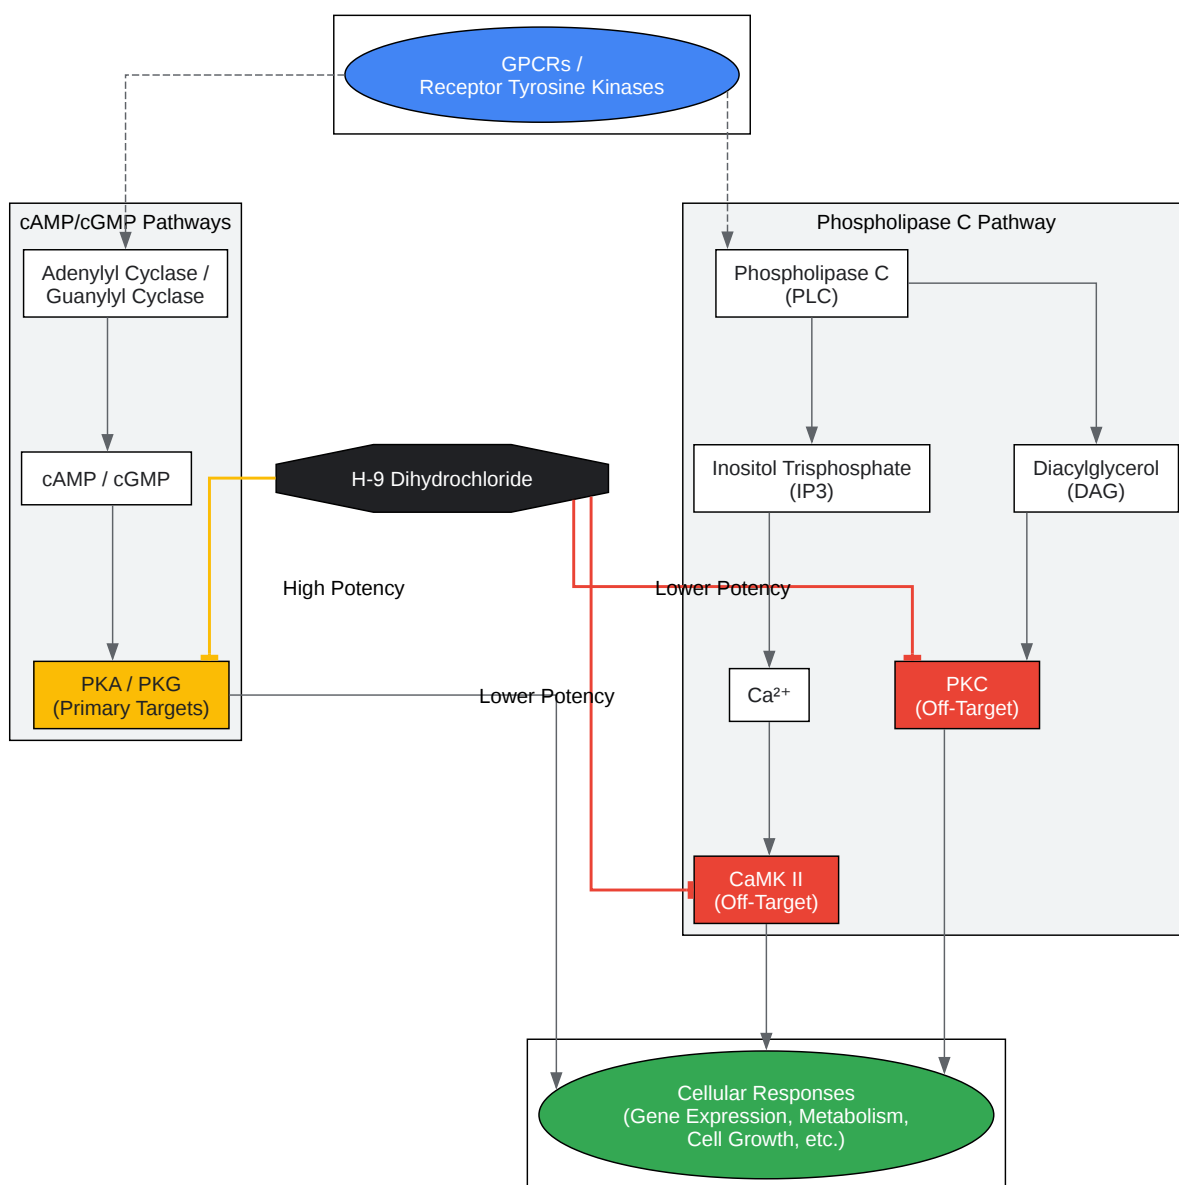 GPCRs /
Receptor Tyrosine Kinases
cAMP/cGMP Pathways
Phospholipase C Pathway
Adenylyl Cyclase /
Guanylyl Cyclase
Phospholipase C
(PLC)
cAMP / cGMP
H-9 Dihydrochloride
Inositol Trisphosphate
(IP3)
Diacylglycerol
(DAG)
High Potency
Lower Potency
PKA / PKG
(Primary Targets)
Lower Potency
Ca²⁺
PKC
(Off-Target)
CaMK II
(Off-Target)
Cellular Responses
(Gene Expression, Metabolism,
Cell Growth, etc.)